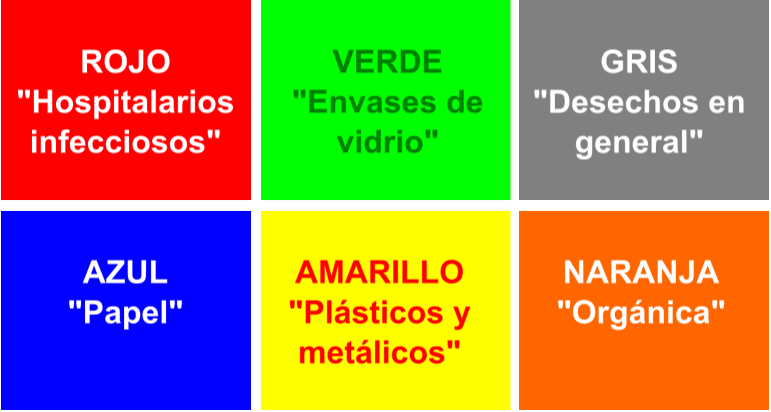 ROJO
"Hospitalarios
infecciosos"
VERDE
"Envases de
vidrio"
GRIS
"Desechos en
general"
AZUL
"Papel"
AMARILLO
"Plásticos y
metálicos"
NARANJA
"Orgánica"